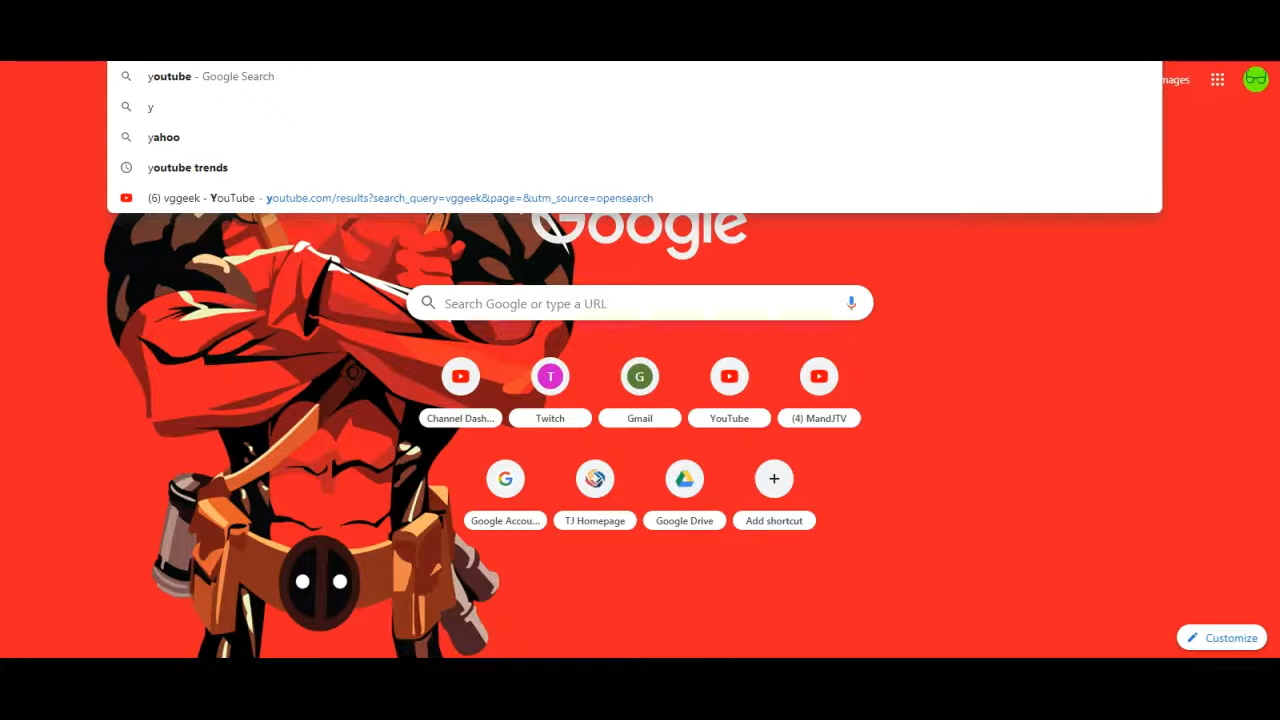 youtube - Google Search
y
yahoo
youtube trends
(6) vggeek - YouTube - youtube.com/results?search_query=vggeek&page=&utm_source=opensearch
mages
Google
Search Google or type a URL
T
G
Channel Dash...
Twitch
Gmail
YouTube
(4) MandJTV
G
Google Accou...
TJ Homepage
Google Drive
Add shortcut
Customize